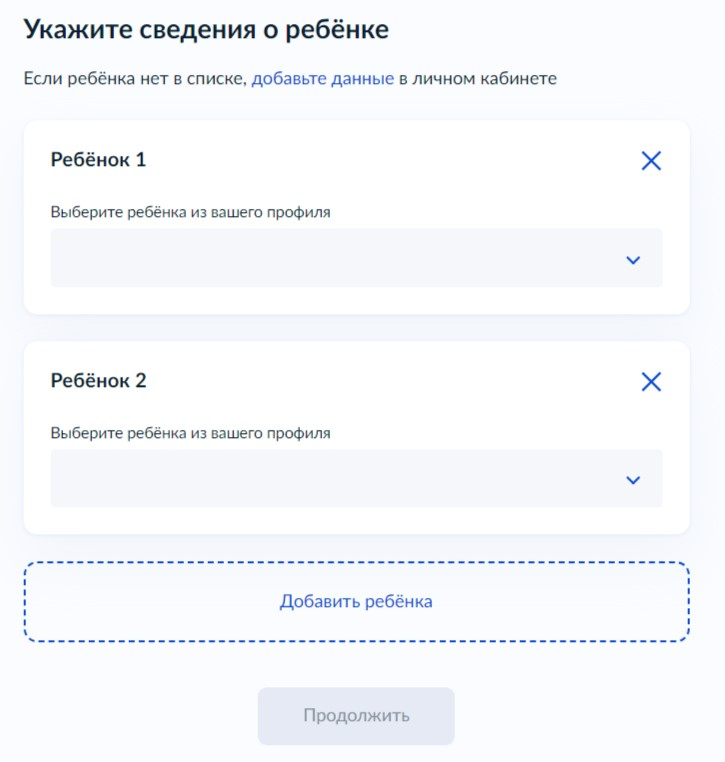 Укажите сведения о ребёнке
Если ребёнка нет в списке, добавьте данные в личном кабинете
Ребёнок 1
Выберите ребёнка из вашего профиля
Ребёнок 2
Выберите ребёнка из вашего профиля
Добавить ребёнка
Продолжить